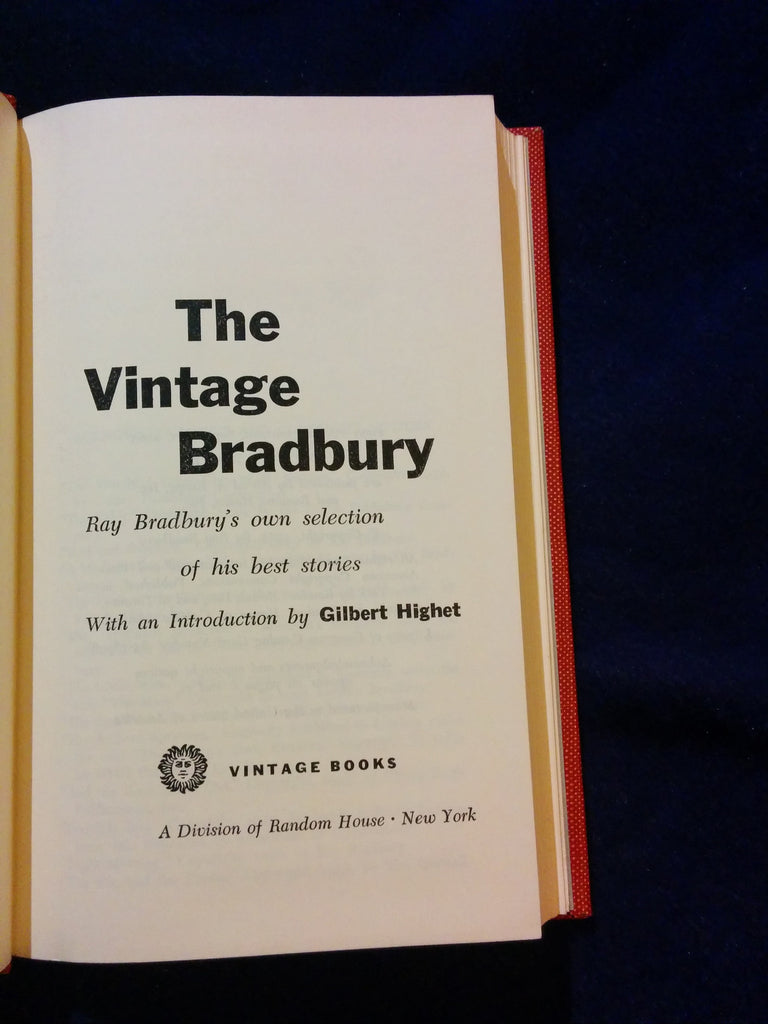 The
Vintage
Bradbury
Ray Bradbury's own selection
of his best stories
With an Introduction by Gilbert Highet
VINTAGE BOOKS
A Division of Random House · New York